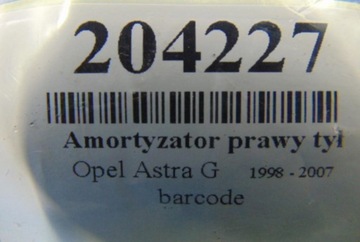 204227
Amortyzator prawy tył
Opel Astra G 1998 - 2007
barcode